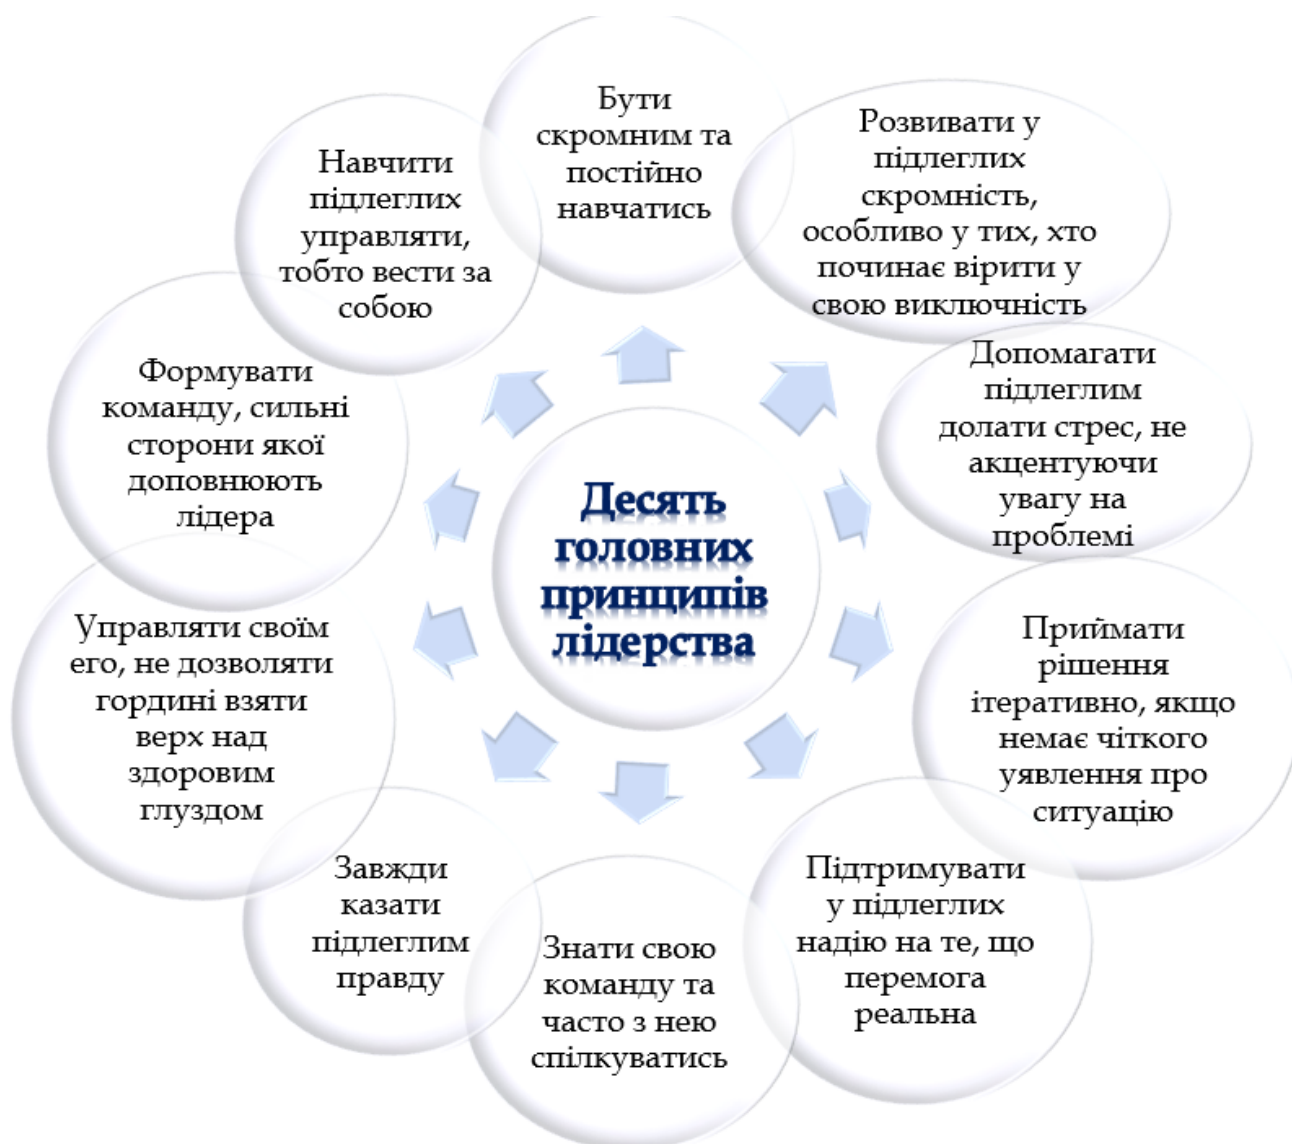 Десять
головних
принципів
лідерства
Бути
скромним та
постійно
навчатись
Розвивати у
підлеглих
скромність,
особливо у тих, хто
починає вірити у
свою виключність
Допомагати
підлеглим
долати стрес, не
акцентуючи
увагу на
проблемі
Приймати
рішення
ітеративно, якщо
немає чіткого
уявлення про
ситуацію
Підтримувати
у підлеглих
надію на те, що
перемога
реальна
Знати свою
команду та
часто з нею
спілкуватись
Завжди
казати
підлеглим
правду
Управляти своїм
его, не дозволяти
гордині взяти
верх над
здоровим
глуздом
Формувати
команду, сильні
сторони якої
доповнюють
лідера
Навчити
підлеглих
управляти,
тобто вести за
собою